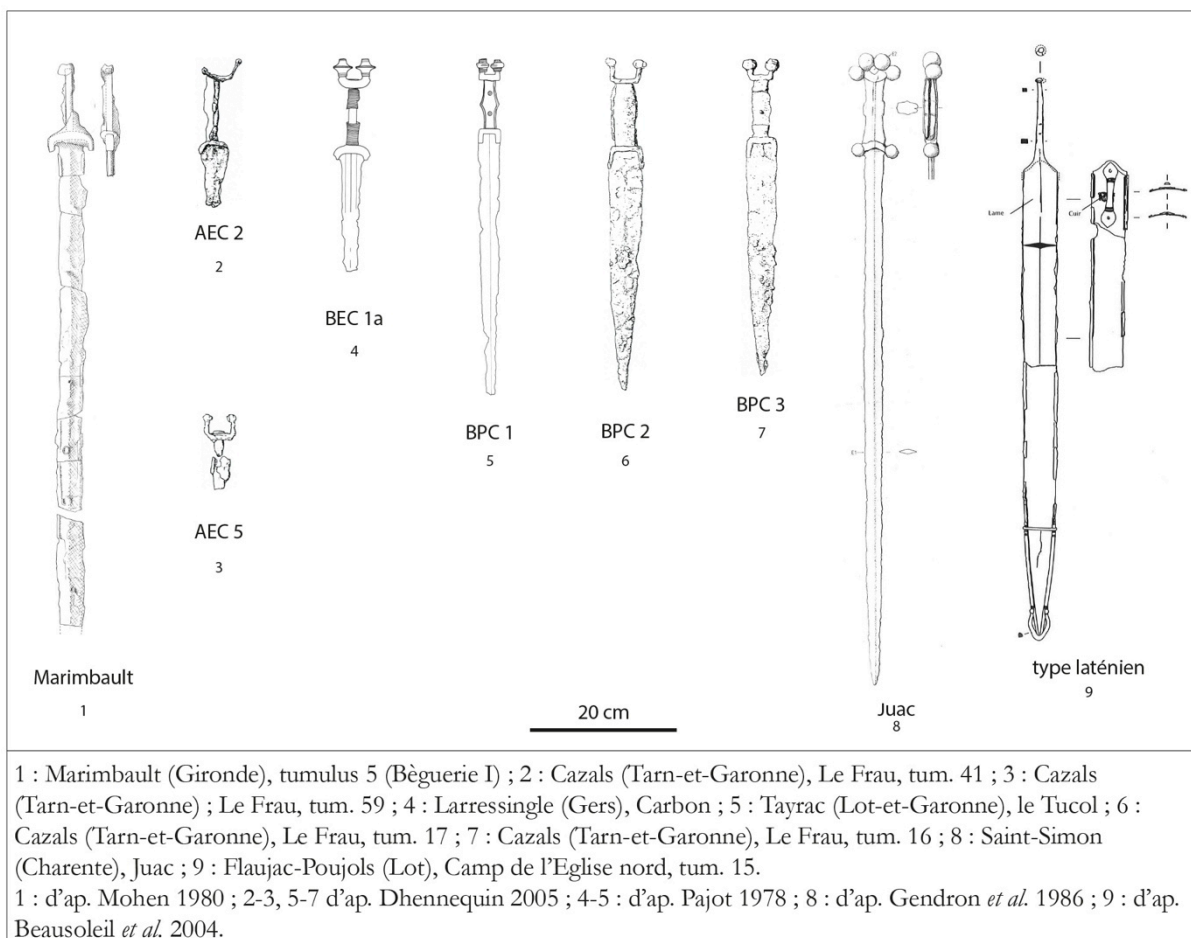 Lame
Cuir
AEC 2
2
BEC 1a
4
BPC 1
5
BPC 2
6
BPC 3
7
AEC 5
3
Marimbault
1
20 cm
Juac
8
type laténien
9
1 : Marimbault (Gironde), tumulus 5 (Bèguerie I) ; 2 : Cazals (Tarn-et-Garonne), Le Frau, tum. 41 ; 3 : Cazals
(Tarn-et-Garonne) ; Le Frau, tum. 59 ; 4 : Larressingle (Gers), Carbon ; 5 : Tayrac (Lot-et-Garonne), le Tucol ; 6 :
Cazals (Tarn-et-Garonne), Le Frau, tum. 17 ; 7 : Cazals (Tarn-et-Garonne), Le Frau, tum. 16 ; 8 : Saint-Simon
(Charente), Juac ; 9 : Flaujac-Poujols (Lot), Camp de l'Eglise nord, tum. 15.
1 : d'ap. Mohen 1980 ; 2-3, 5-7 d'ap. Dhennequin 2005 ; 4-5 : d'ap. Pajot 1978 ; 8 : d'ap. Gendron et al. 1986 ; 9 : d'ap.
Beausoleil et al. 2004.